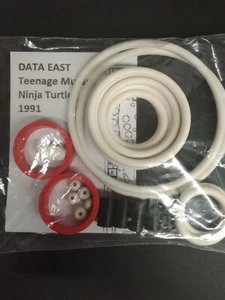 DATA EAST
Teenage Mu
Ninja Turtle
1991